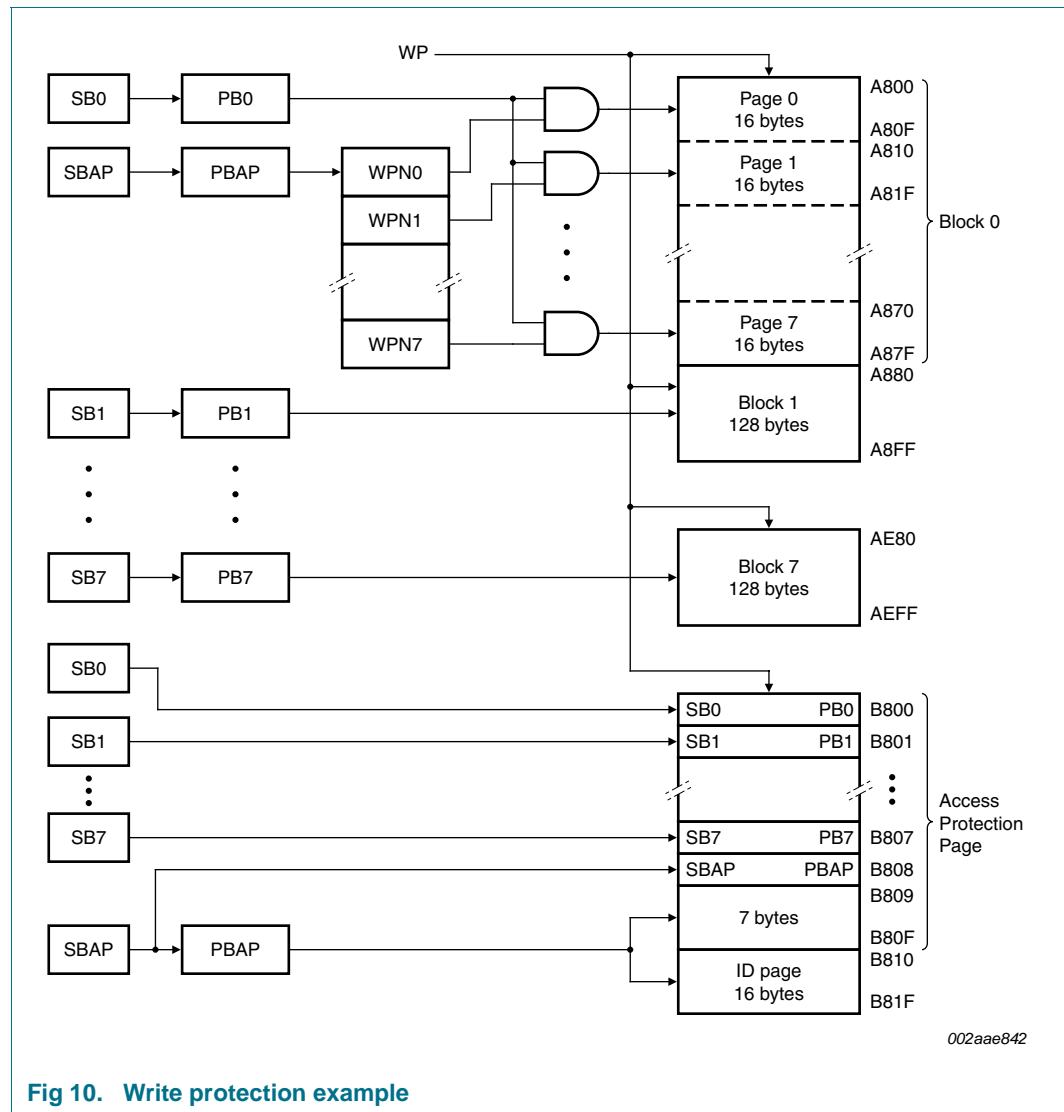 WP
SB0
PB0
SBAP
PBAP
WPN0
WPN1
WPN7
Page 0
16 bytes
A800
A80F
Page 1
16 bytes
A810
A81F
Block 0
Page 7
16 bytes
A870
A87F
SB1
PB1
Block 1
128 bytes
A880
A8FF
SB7
PB7
Block 7
128 bytes
AE80
AEFF
SB0
SB0 PB0 B800
SB1
SB1 PB1 B801
SB7
SB7 PB7 B807
SBAP PBAP B808
Access
Protection
Page
SBAP
PBAP
7 bytes
B809
B80F
ID page
16 bytes
B810
B81F
002aae842
Fig 10. Write protection example